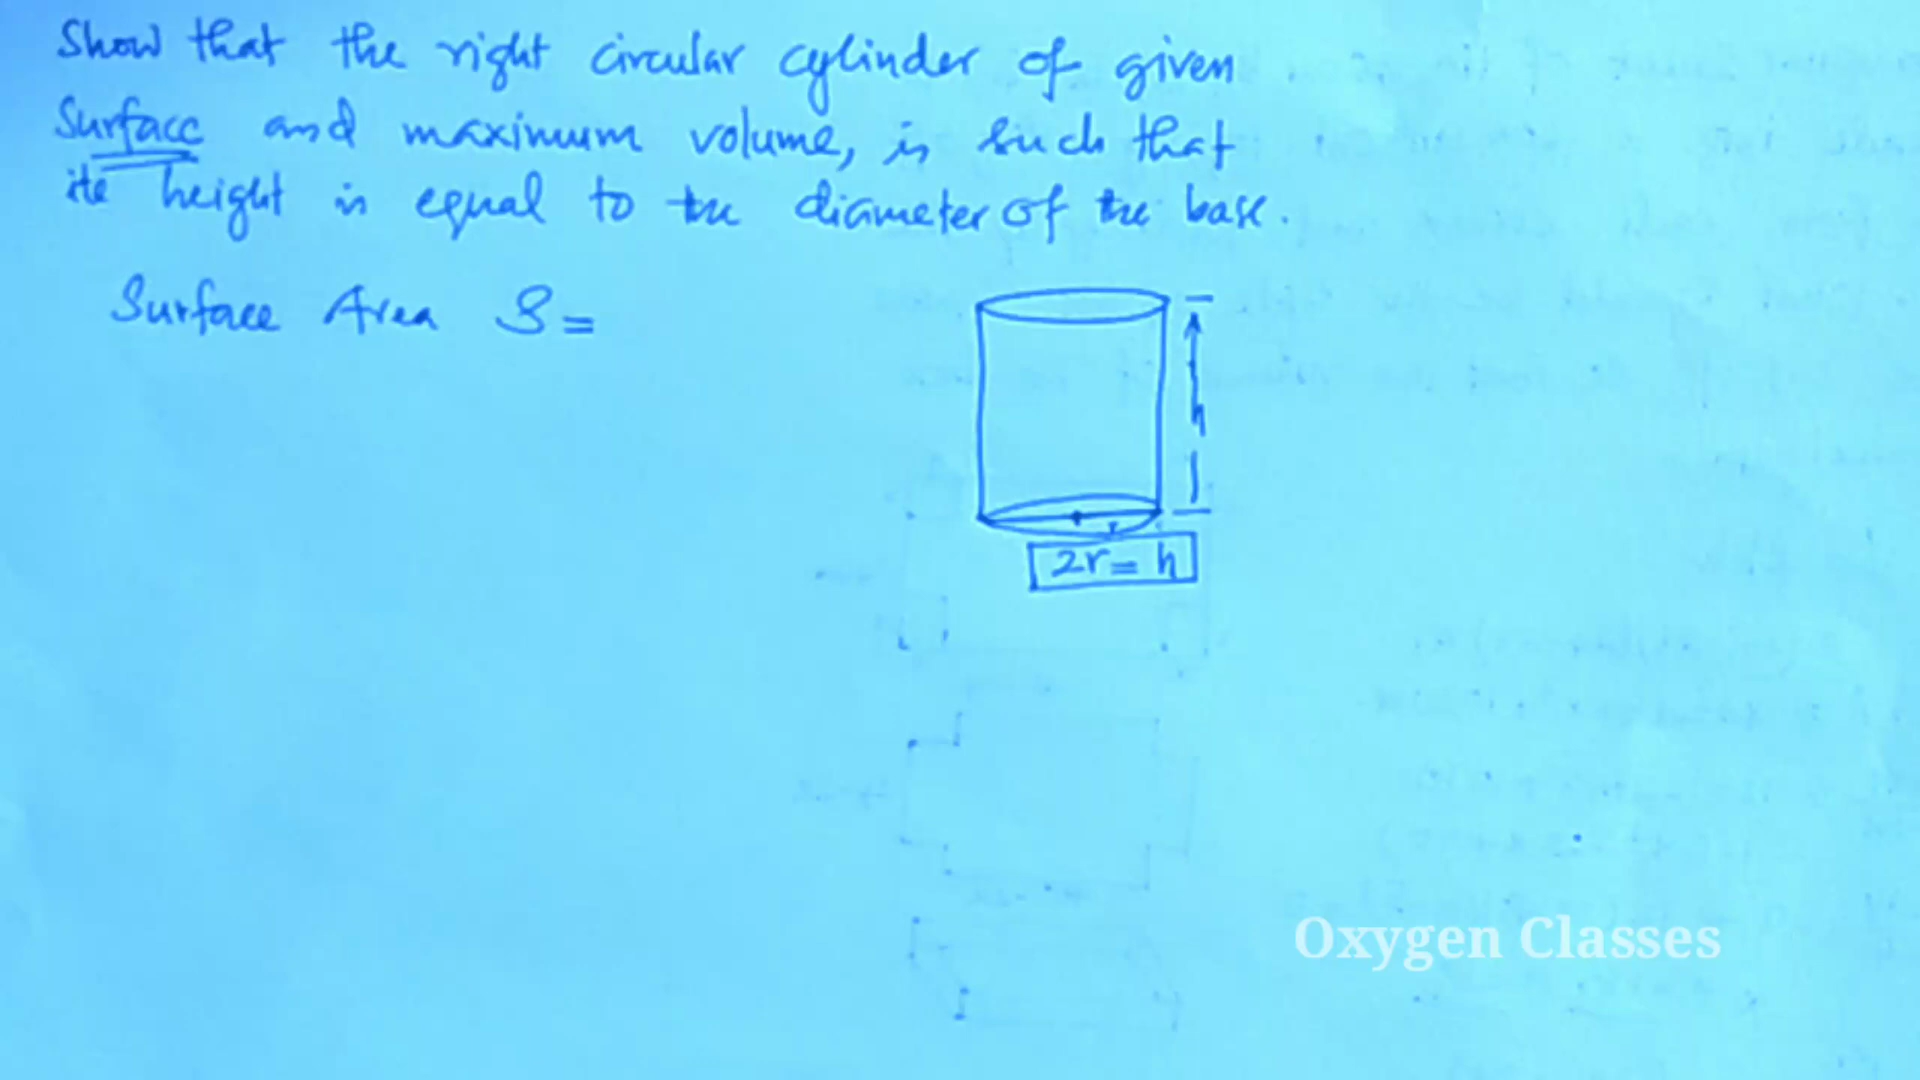 Show that the right circular cylinder of given
Surface and maximum volume, is such that
its height is equal to the diameter of the base.
Surface Area S =
h
r
2r = h
Oxygen Classes